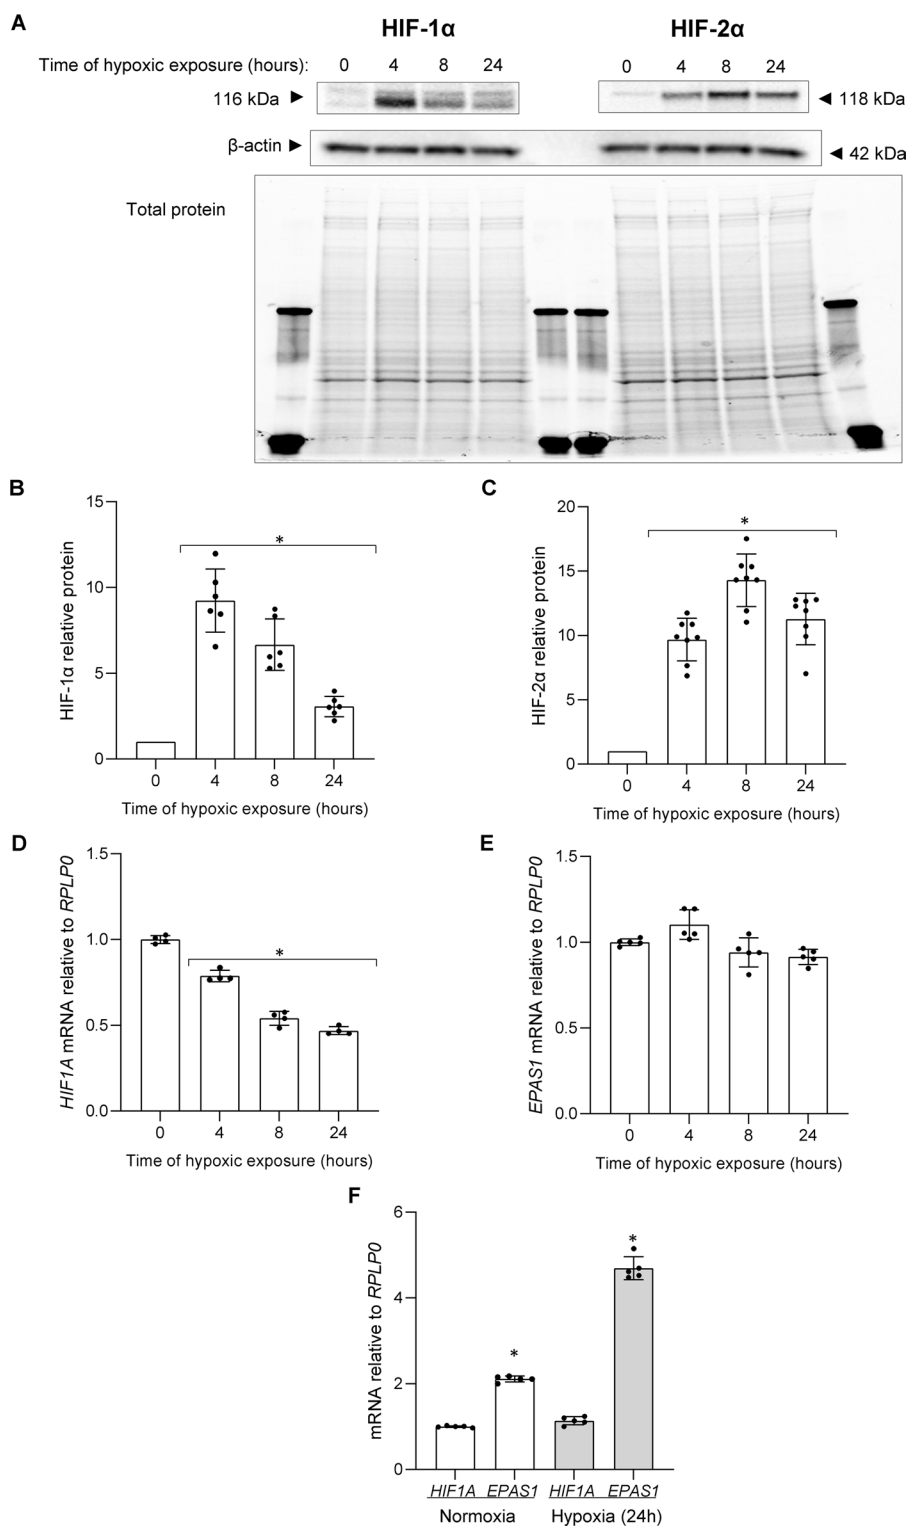 A
HIF-1α HIF-2α
Time of hypoxic exposure (hours): 0 4 8 24 0 4 8 24
116 kDa 118 kDa
β-actin 42 kDa
Total protein
B
15
10
5
0
HIF-1α relative protein
*
0 4 8 24
Time of hypoxic exposure (hours)
C
20
15
10
5
0
HIF-2α relative protein
*
0 4 8 24
Time of hypoxic exposure (hours)
D
1.5
1.0
0.5
0.0
HIF1A mRNA relative to RPLP0
*
0 4 8 24
Time of hypoxic exposure (hours)
E
1.5
1.0
0.5
0.0
EPAS1 mRNA relative to RPLP0
0 4 8 24
Time of hypoxic exposure (hours)
F
6
4
2
0
mRNA relative to RPLP0
* *
HIF1A EPAS1 HIF1A EPAS1
Normoxia Hypoxia (24h)